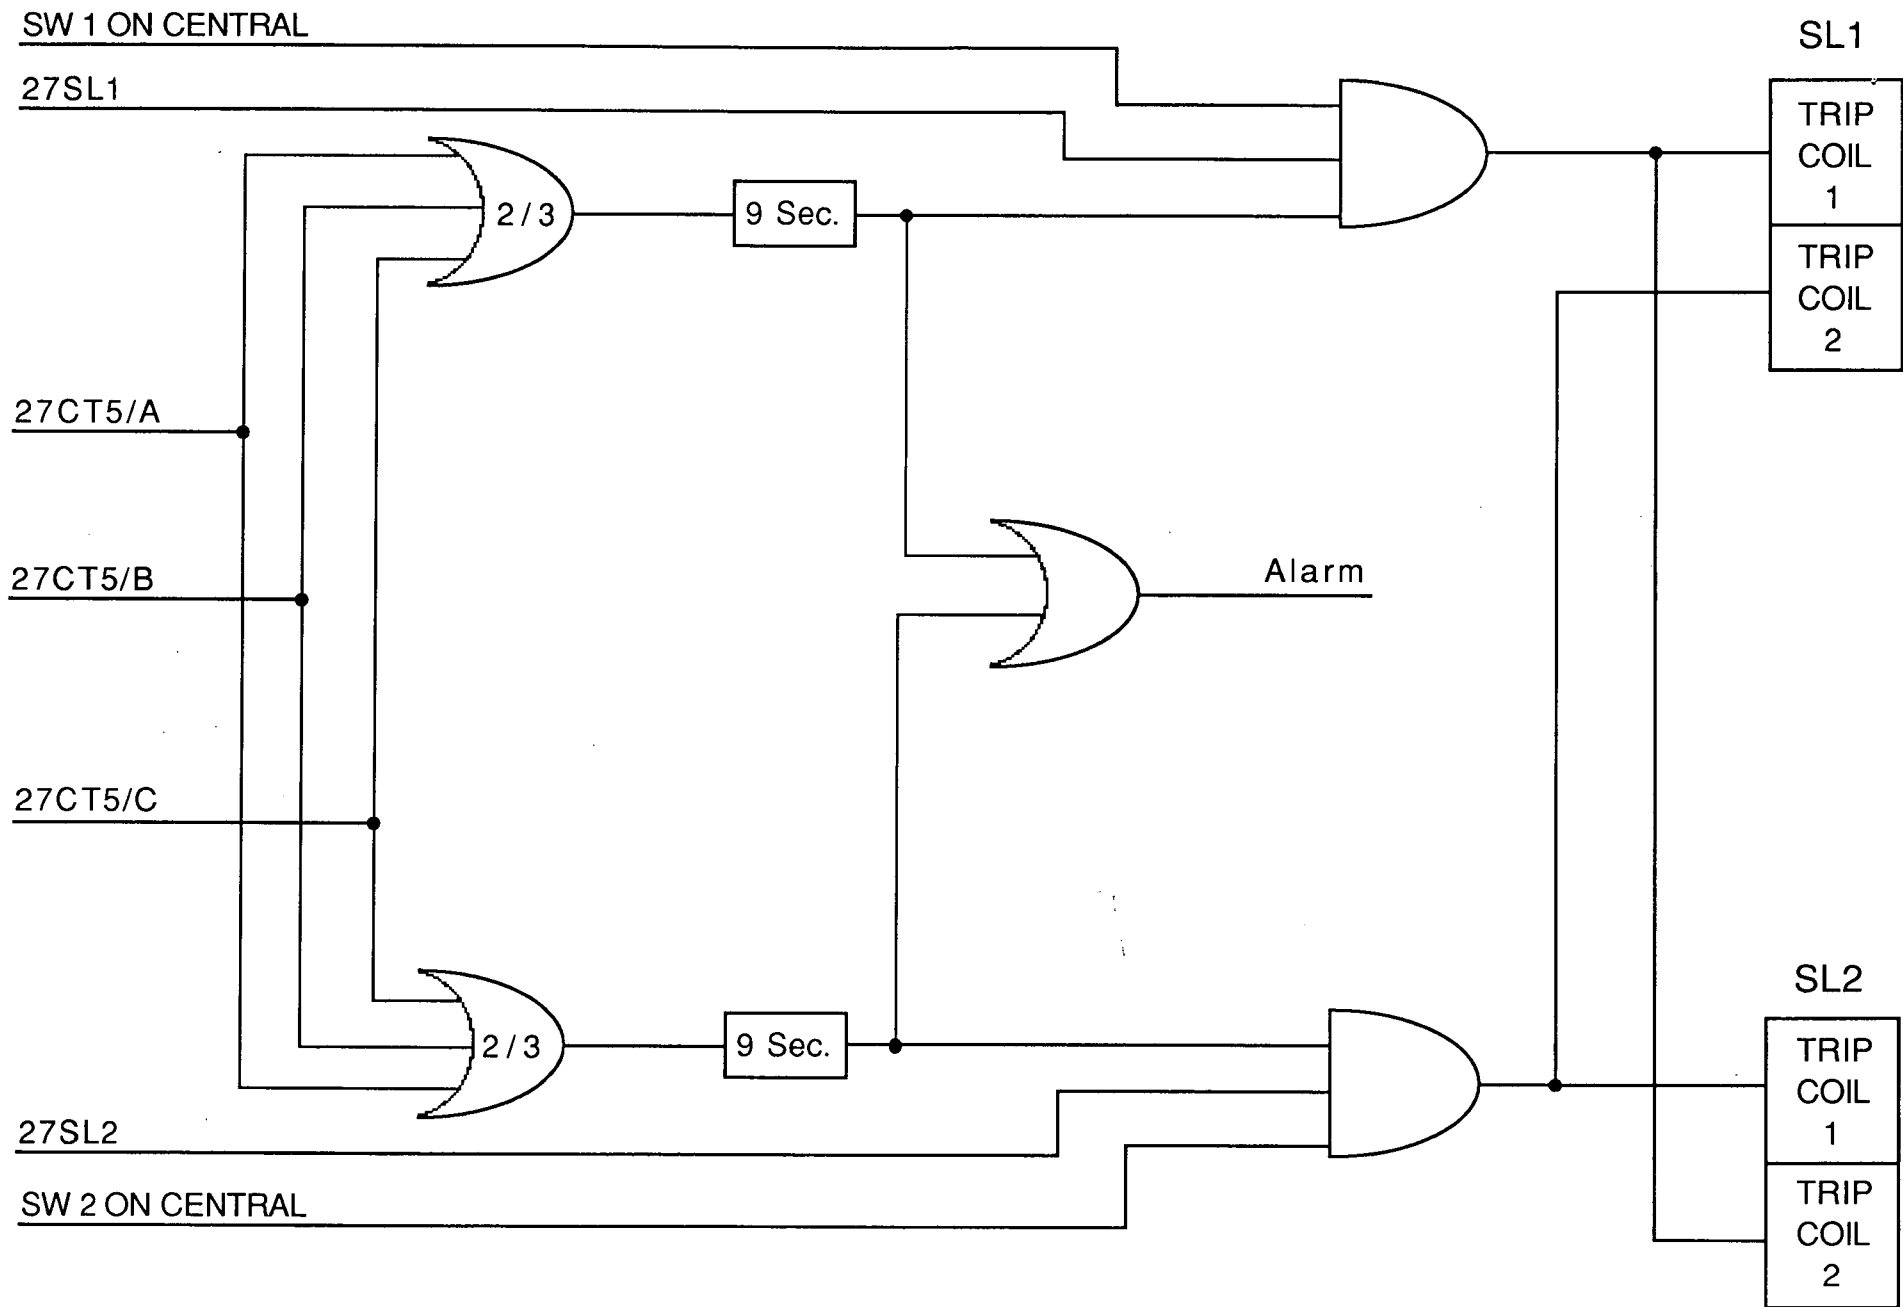 SW 1 ON CENTRAL
SL1
27SL1
TRIP
COIL
1
2/3
9 Sec.
TRIP
COIL
2
27CT5/A
27CT5/B
Alarm
27CT5/C
SL2
2/3
9 Sec.
TRIP
COIL
1
27SL2
SW 2 ON CENTRAL
TRIP
COIL
2